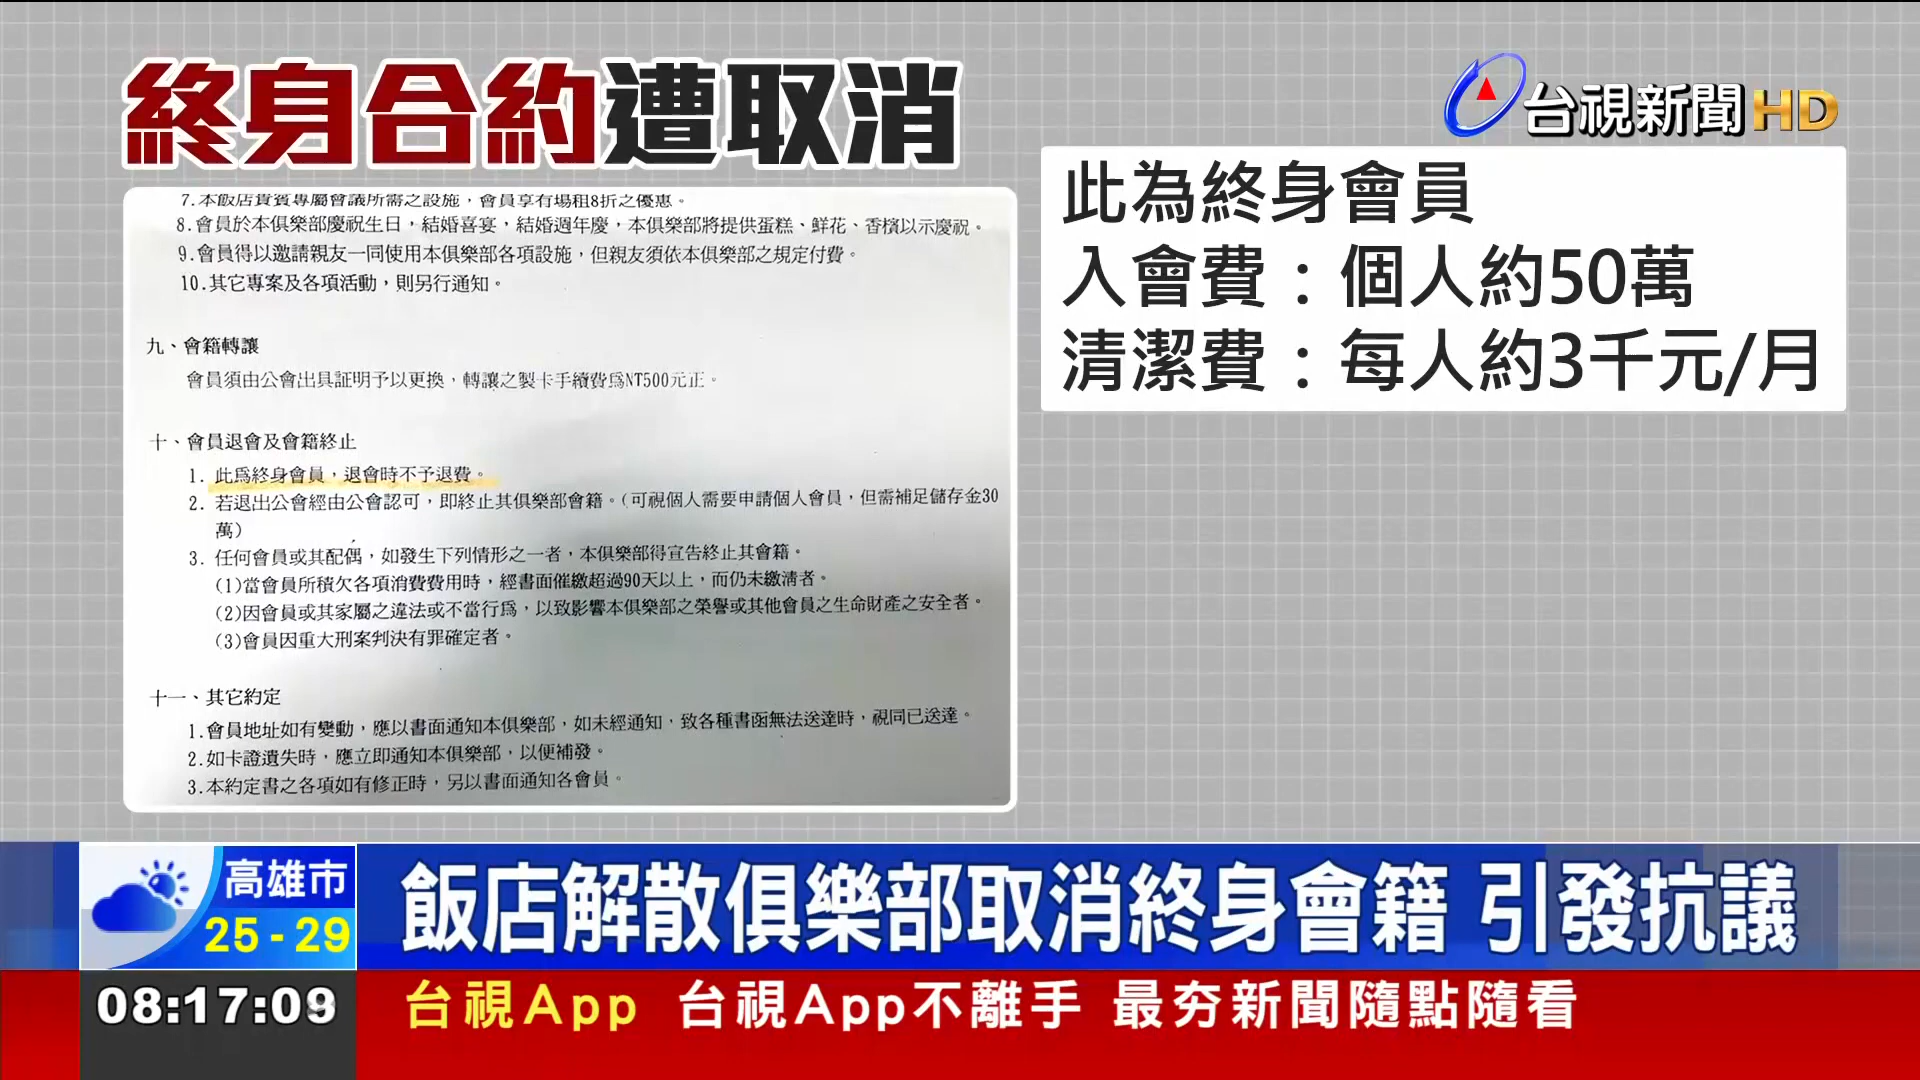 終身合約遭取消
台視新聞HD
7.本飯店貴賓專屬會議所需之設施，會員享有場租8折之優惠。
8.會員於本俱樂部慶祝生日，結婚喜宴，結婚週年慶，本俱樂部將提供蛋糕、鮮花、香檳以示慶祝。
9.會員得以邀請親友一同使用本俱樂部各項設施，但親友須依本俱樂部之規定付費。
10.其它專案及各項活動，則另行通知。
九、會籍轉讓
會員須由公會出具証明予以更換，轉讓之製卡手續費爲NT500元正。
十、會員退會及會籍終止
1. 此爲終身會員，退會時不予退費。
2. 若退出公會經由公會認可，即終止其俱樂部會籍。(可視個人需要申請個人會員，但需補足儲存金30
萬)
3. 任何會員或其配偶，如發生下列情形之一者，本俱樂部得宣告終止其會籍。
(1)當會員所積欠各項消費費用時，經書面催繳超過90天以上，而仍未繳清者。
(2)因會員或其家屬之違法或不當行爲，以致影響本俱樂部之榮譽或其他會員之生命財產之安全者。
(3)會員因重大刑案判決有罪確定者。
十一、其它約定
1.會員地址如有變動，應以書面通知本俱樂部，如未經通知，致各種書函無法送達時，視同已送達。
2.如卡證遺失時，應立即通知本俱樂部，以便補發。
3.本約定書之各項如有修正時，另以書面通知各會員。
此為終身會員
入會費：個人約50萬
清潔費：每人約3千元/月
高雄市
25-29
飯店解散俱樂部取消終身會籍 引發抗議
08:17:09
台視App 台視App不離手 最夯新聞隨點隨看